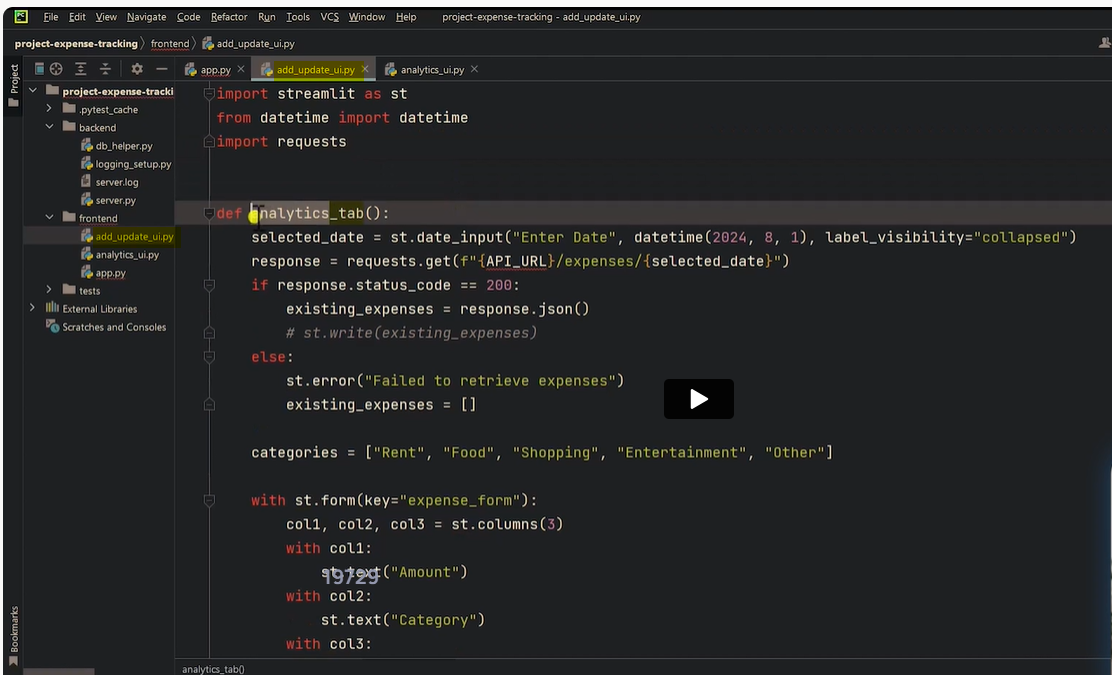 File Edit View Navigate Code Refactor Run Tools VCS Window Help project-expense-tracking - add_update_ui.py
project-expense-tracking frontend add_update_ui.py
Project
app.py add_update_ui.py analytics_ui.py
project-expense-tracki
.pytest_cache
backend
db_helper.py
logging_setup.py
server.log
server.py
frontend
add_update_ui.py
analytics_ui.py
app.py
tests
External Libraries
Scratches and Consoles
Bookmarks
import streamlit as st
from datetime import datetime
import requests
def analytics_tab():
selected_date = st.date_input("Enter Date", datetime(2024, 8, 1), label_visibility="collapsed")
response = requests.get(f"{API_URL}/expenses/{selected_date}")
if response.status_code == 200:
existing_expenses = response.json()
# st.write(existing_expenses)
else:
st.error("Failed to retrieve expenses")
existing_expenses = []
categories = ["Rent", "Food", "Shopping", "Entertainment", "Other"]
with st.form(key="expense_form"):
col1, col2, col3 = st.columns(3)
with col1:
st.text("Amount")
19729
with col2:
st.text("Category")
with col3:
analytics_tab()